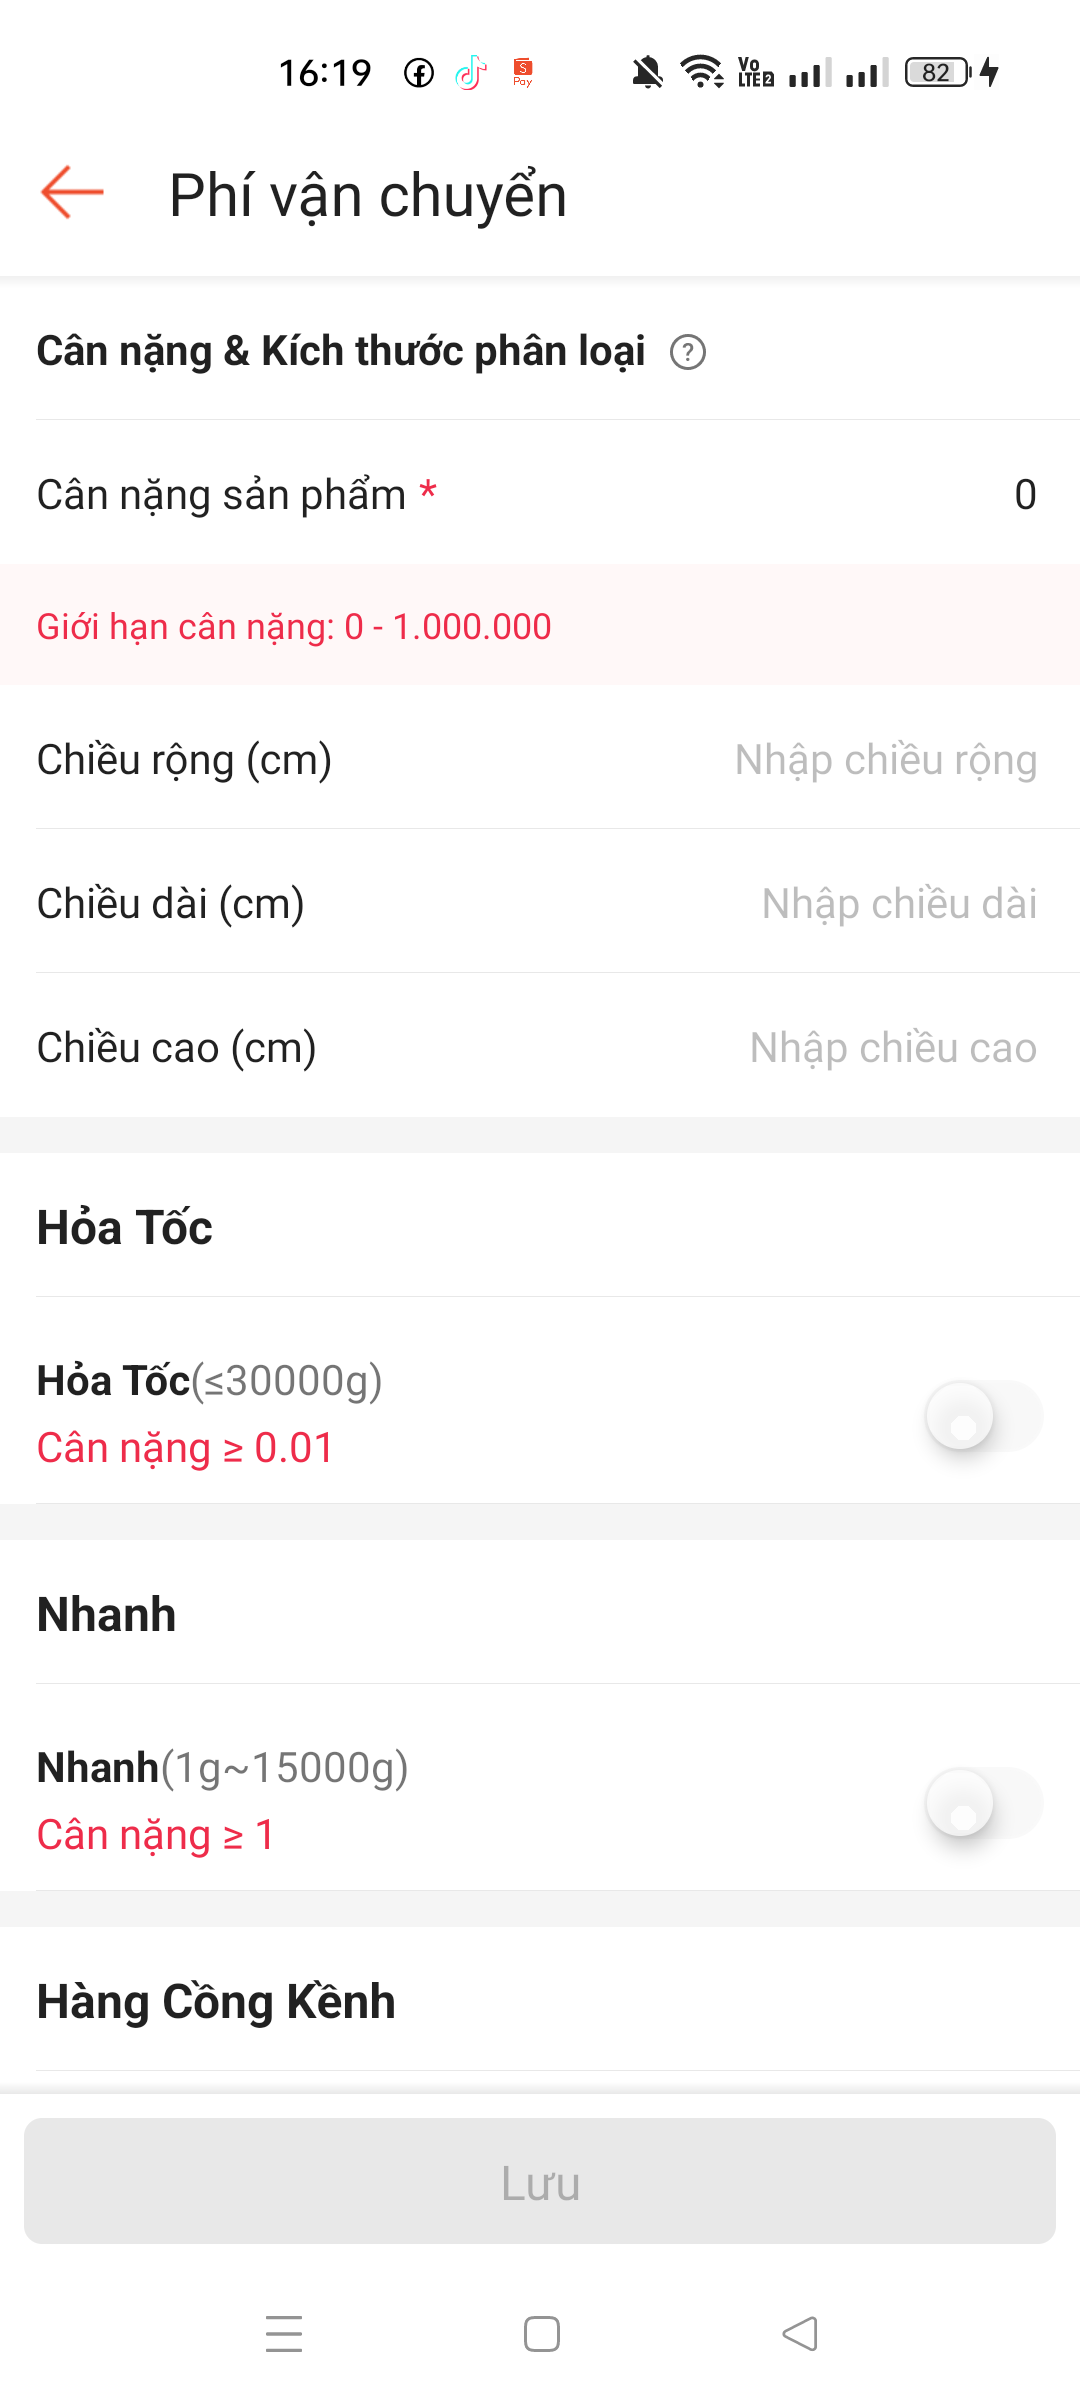 16:19 S Pay Vo LTE 2 82
Phí vận chuyển
Cân nặng & Kích thước phân loại ?
Cân nặng sản phẩm * 0
Giới hạn cân nặng: 0 - 1.000.000
Chiều rộng (cm) Nhập chiều rộng
Chiều dài (cm) Nhập chiều dài
Chiều cao (cm) Nhập chiều cao
Hỏa Tốc
Hỏa Tốc(≤30000g)
Cân nặng ≥ 0.01
Nhanh
Nhanh(1g~15000g)
Cân nặng ≥ 1
Hàng Cồng Kềnh
Lưu